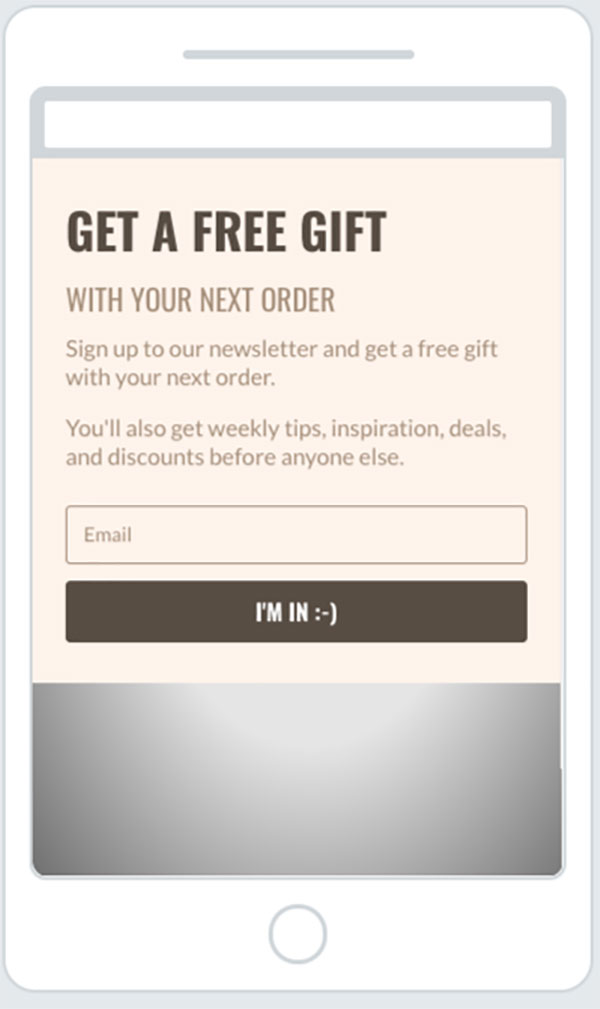 GET A FREE GIFT
WITH YOUR NEXT ORDER
Sign up to our newsletter and get a free gift
with your next order.
You'll also get weekly tips, inspiration, deals,
and discounts before anyone else.
Email
I'M IN :-)